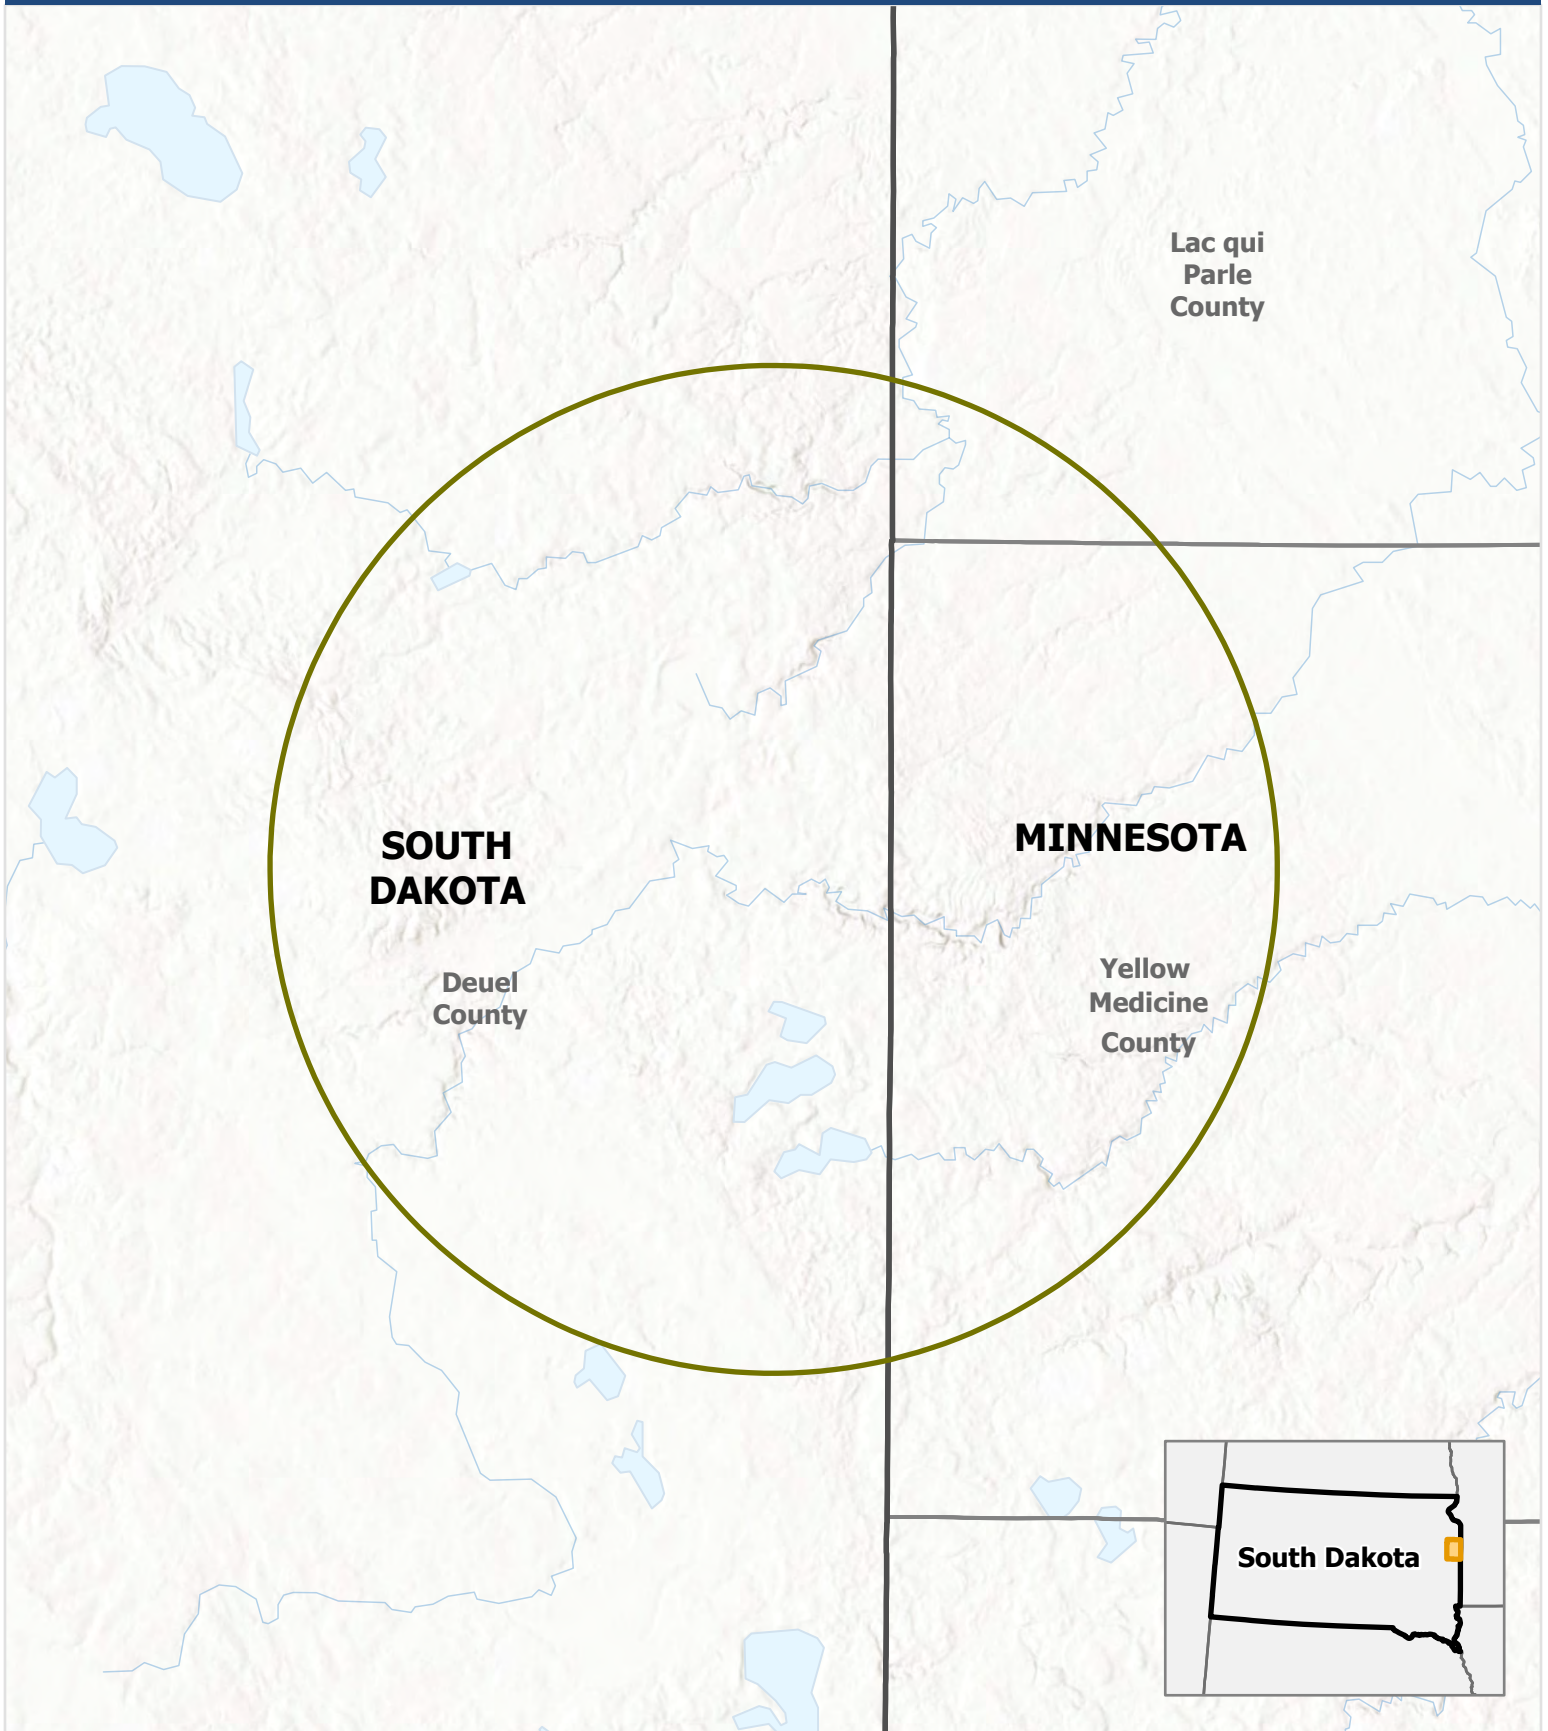 Lac qui
Parle
County
SOUTH
DAKOTA
MINNESOTA
Deuel
County
Yellow
Medicine
County
South Dakota